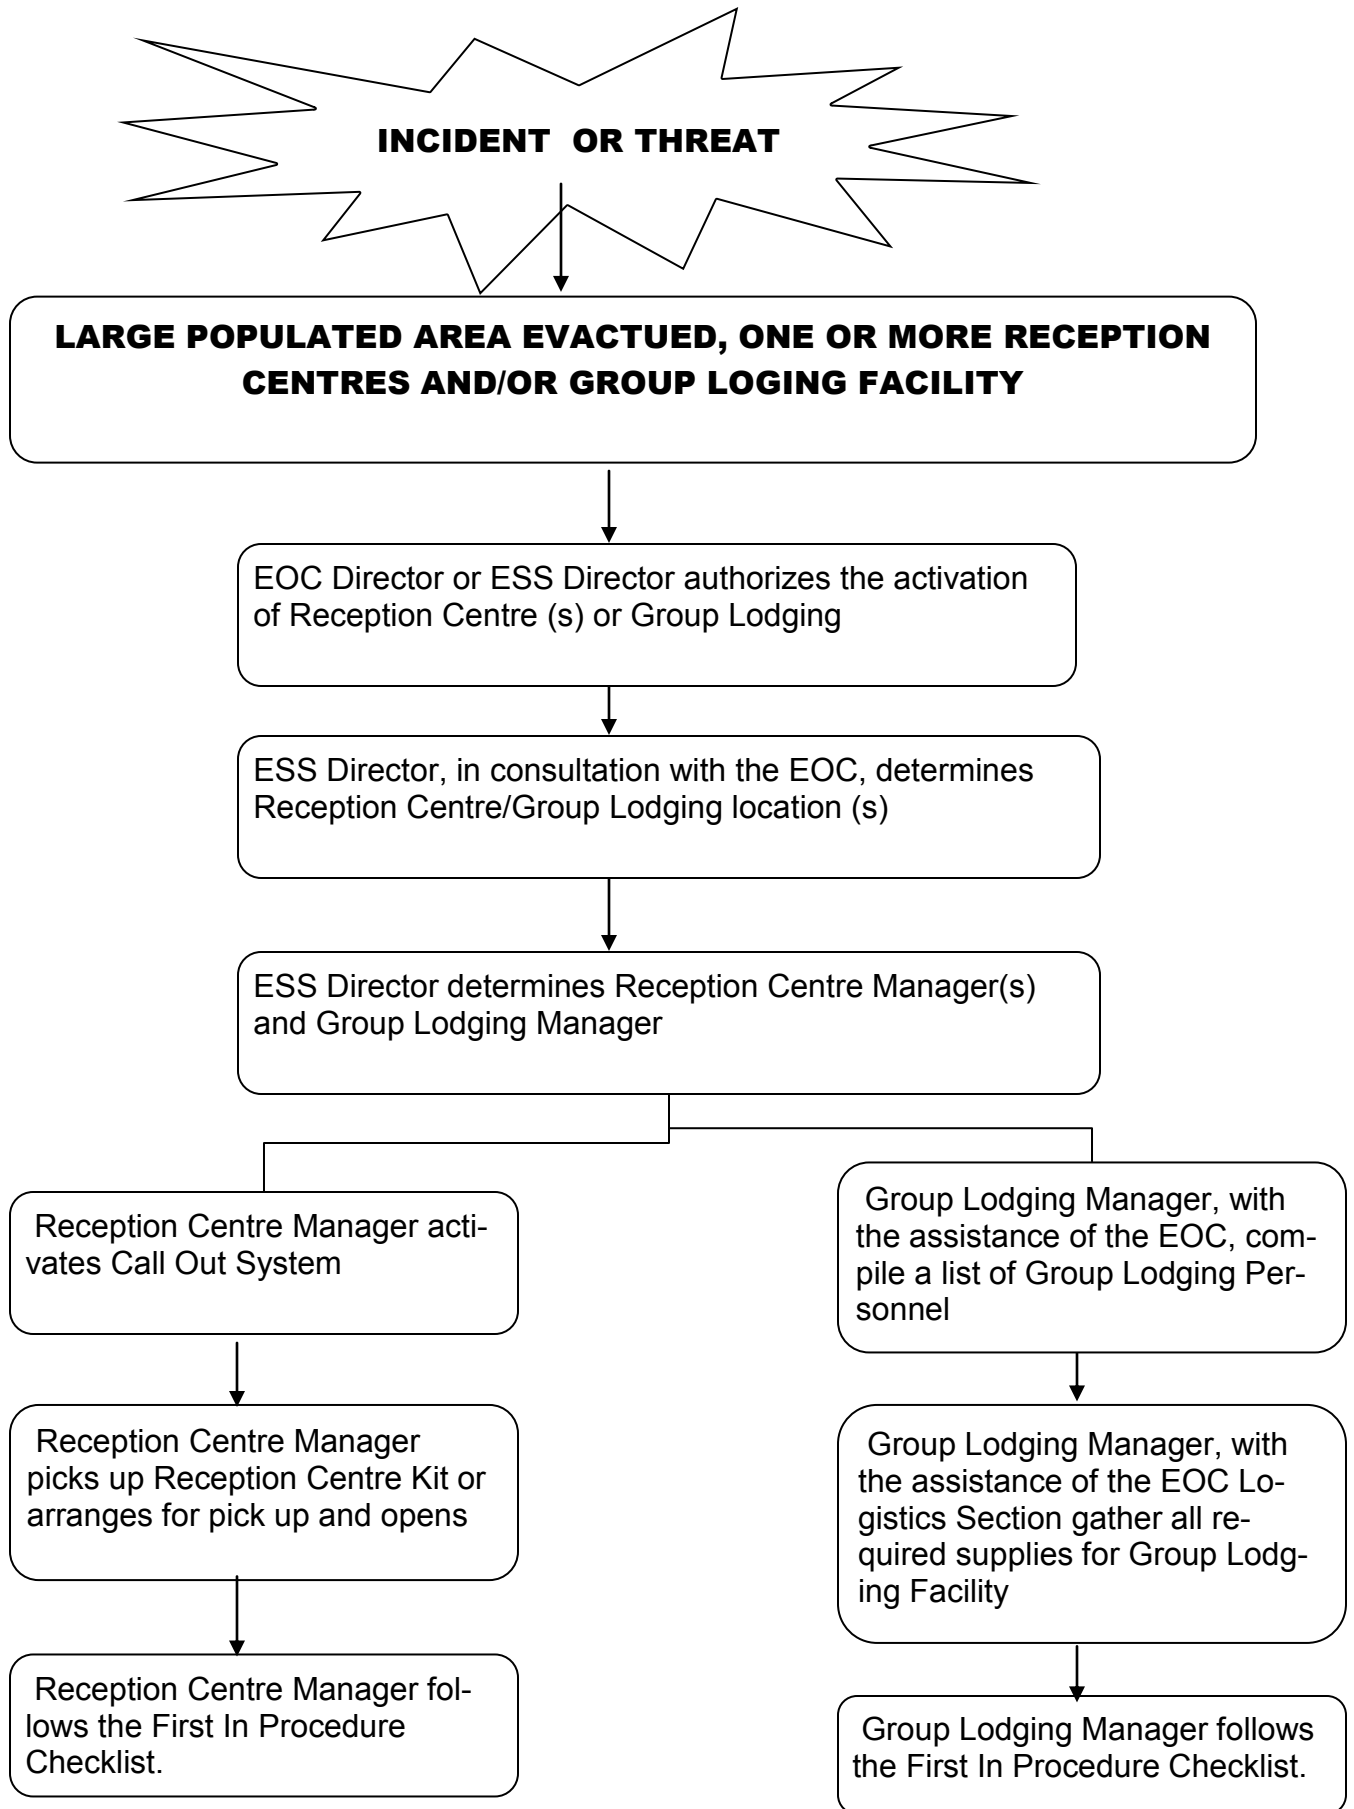 INCIDENT OR THREAT
LARGE POPULATED AREA EVACTUED, ONE OR MORE RECEPTION
CENTRES AND/OR GROUP LOGING FACILITY
EOC Director or ESS Director authorizes the activation
of Reception Centre (s) or Group Lodging
ESS Director, in consultation with the EOC, determines
Reception Centre/Group Lodging location (s)
ESS Director determines Reception Centre Manager(s)
and Group Lodging Manager
Reception Centre Manager acti-
vates Call Out System
Reception Centre Manager
picks up Reception Centre Kit or
arranges for pick up and opens
Reception Centre Manager fol-
lows the First In Procedure
Checklist.
Group Lodging Manager, with
the assistance of the EOC, com-
pile a list of Group Lodging Per-
sonnel
Group Lodging Manager, with
the assistance of the EOC Lo-
gistics Section gather all re-
quired supplies for Group Lodg-
ing Facility
Group Lodging Manager follows
the First In Procedure Checklist.